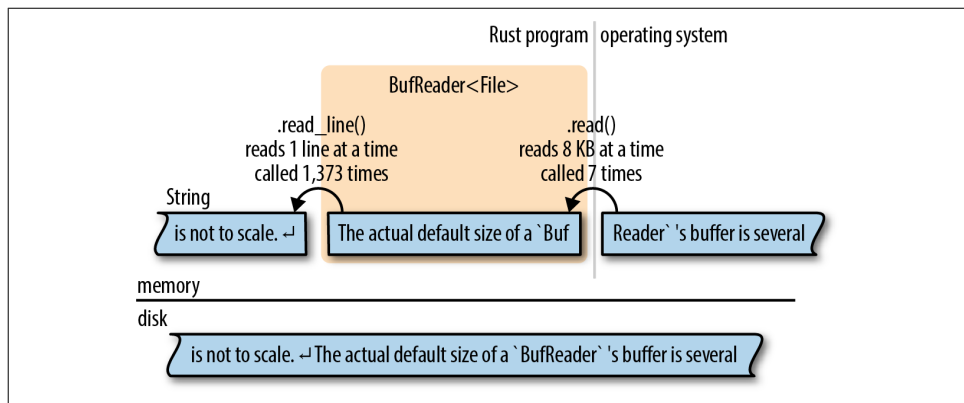 Rust program
operating system
BufReader<File>
.read_line()
reads 1 line at a time
called 1,373 times
.read()
reads 8 KB at a time
called 7 times
String
is not to scale. ↵
The actual default size of a `Buf
Reader` 's buffer is several
memory
disk
is not to scale. ↵ The actual default size of a `BufReader` 's buffer is several